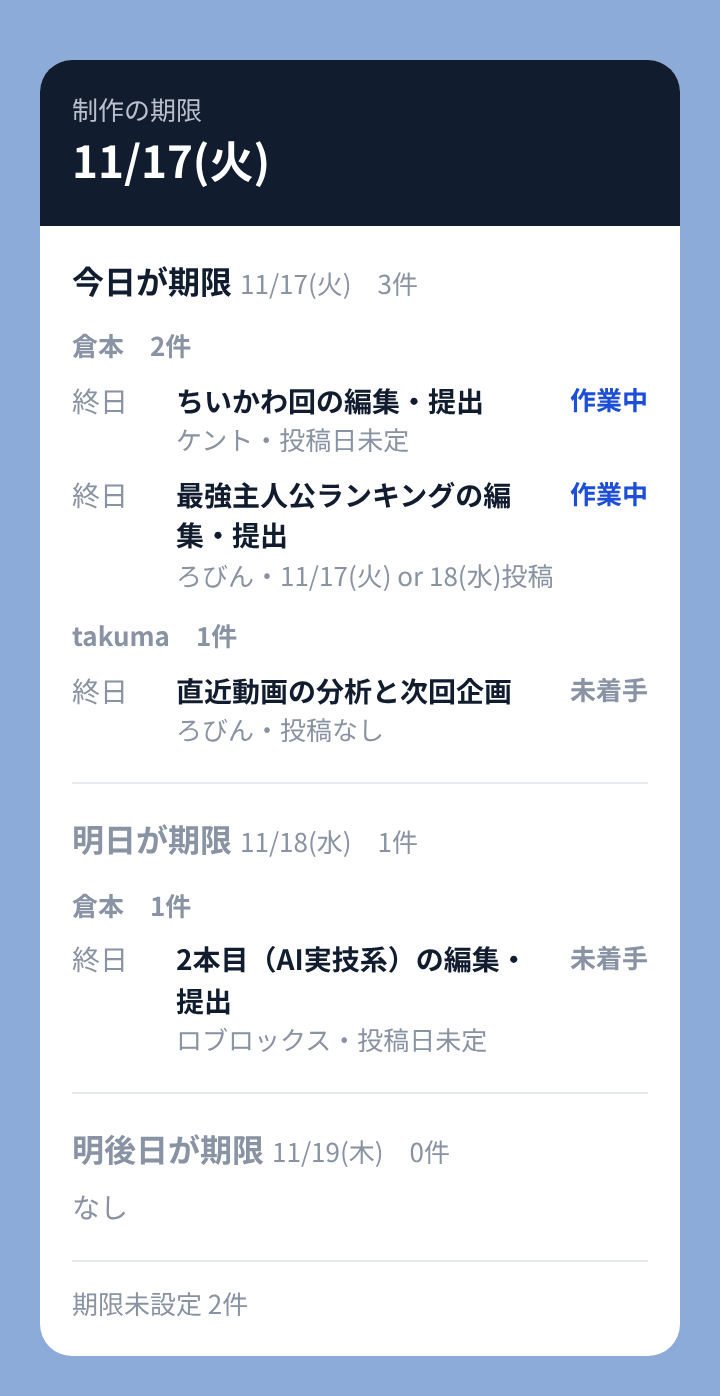 制作の期限
11/17(火)
今日が期限 11/17(火) 3件
倉本 2件
終日 ちいかわ回の編集・提出 作業中
ケント・投稿日未定
終日 最強主人公ランキングの編 作業中
集・提出
ろびん・11/17(火) or 18(水)投稿
takuma 1件
終日 直近動画の分析と次回企画 未着手
ろびん・投稿なし
明日が期限 11/18(水) 1件
倉本 1件
終日 2本目（AI実技系）の編集・ 未着手
提出
ロブロックス・投稿日未定
明後日が期限 11/19(木) 0件
なし
期限未設定 2件